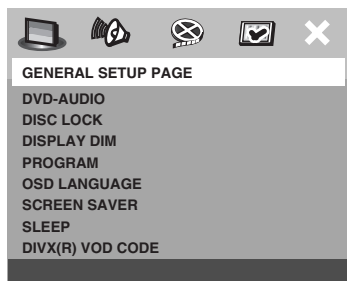 GENERAL SETUP PAGE
DVD-AUDIO
DISC LOCK
DISPLAY DIM
PROGRAM
OSD LANGUAGE
SCREEN SAVER
SLEEP
DIVX(R) VOD CODE